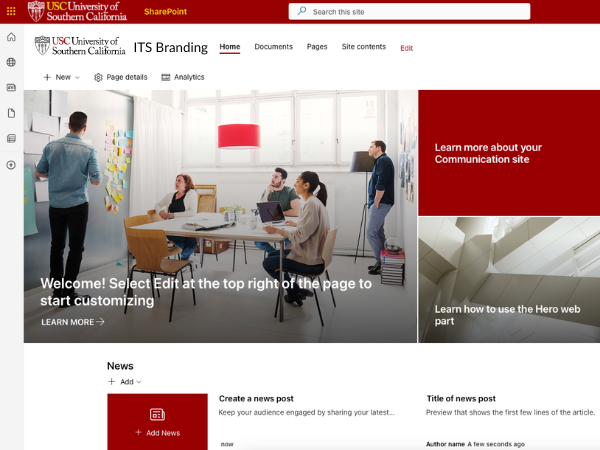 USC University of
Southern California
SharePoint
Search this site
USC University of
Southern California
ITS Branding
Home
Documents
Pages
Site contents
Edit
New
Page details
Analytics
Learn more about your
Communication site
Welcome! Select Edit at the top right of the page to
start customizing
LEARN MORE
Learn how to use the Hero web
part
News
Add
Add News
Create a news post
Keep your audience engaged by sharing your latest...
now
Title of news post
Preview that shows the first few lines of the article.
Author name A few seconds ago